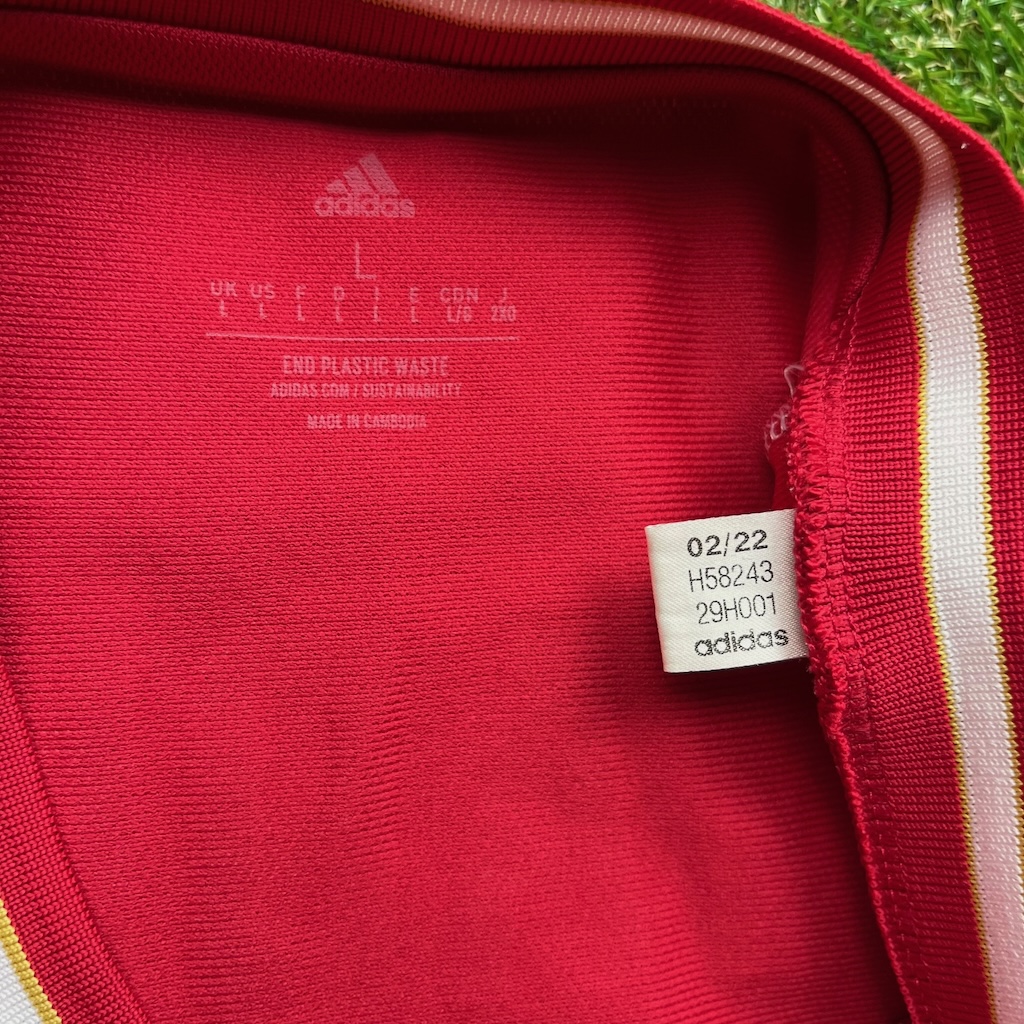 adidas
L
UK US F D I E CDN J
L L L L L L L/G 2XO
END PLASTIC WASTE
ADIDAS.COM / SUSTAINABILITY
MADE IN CAMBODIA
02/22
H58243
29H001
adidas